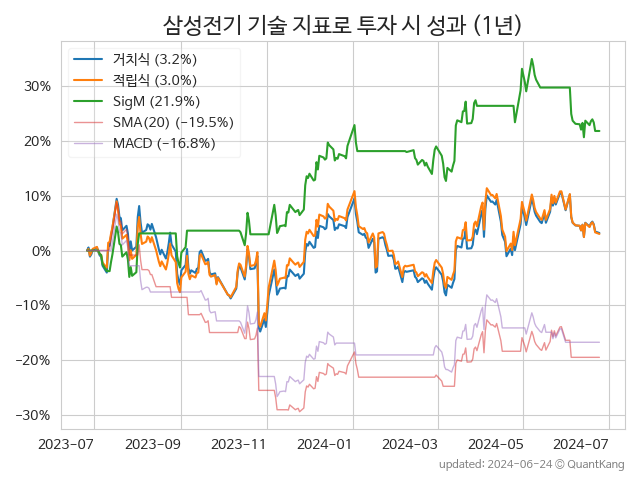 삼성전기 기술 지표로 투자 시 성과 (1년)
거치식 (3.2%)
적립식 (3.0%)
SigM (21.9%)
SMA(20) (−19.5%)
MACD (−16.8%)
30%
20%
10%
0%
−10%
−20%
−30%
2023-07 2023-09 2023-11 2024-01 2024-03 2024-05 2024-07
updated: 2024-06-24 © QuantKang